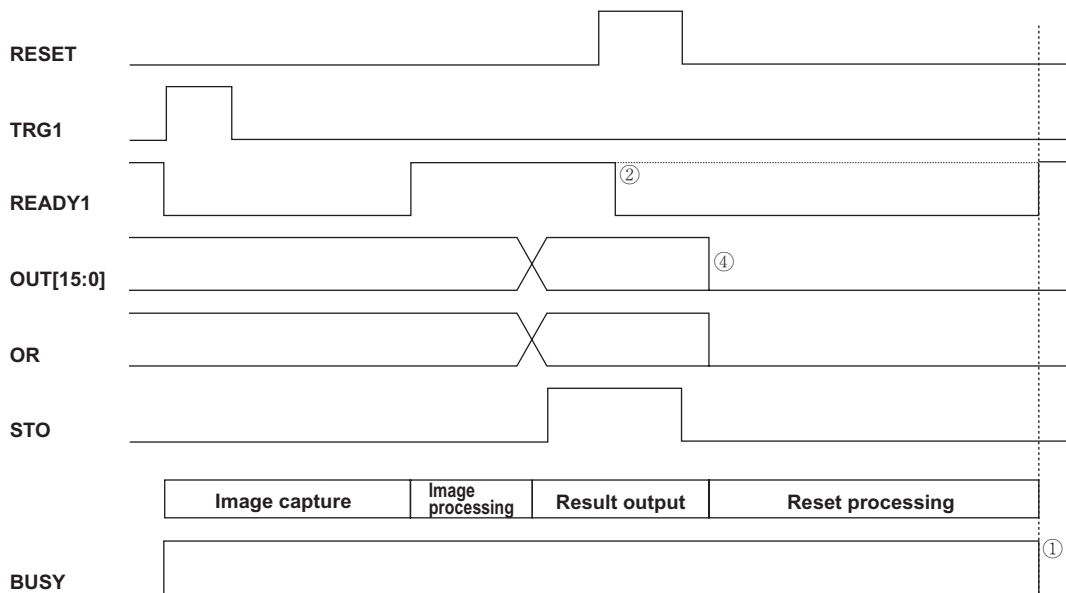 RESET
TRG1
READY1
②
OUT[15:0]
④
OR
STO
Image capture
Image
processing
Result output
Reset processing
①
BUSY